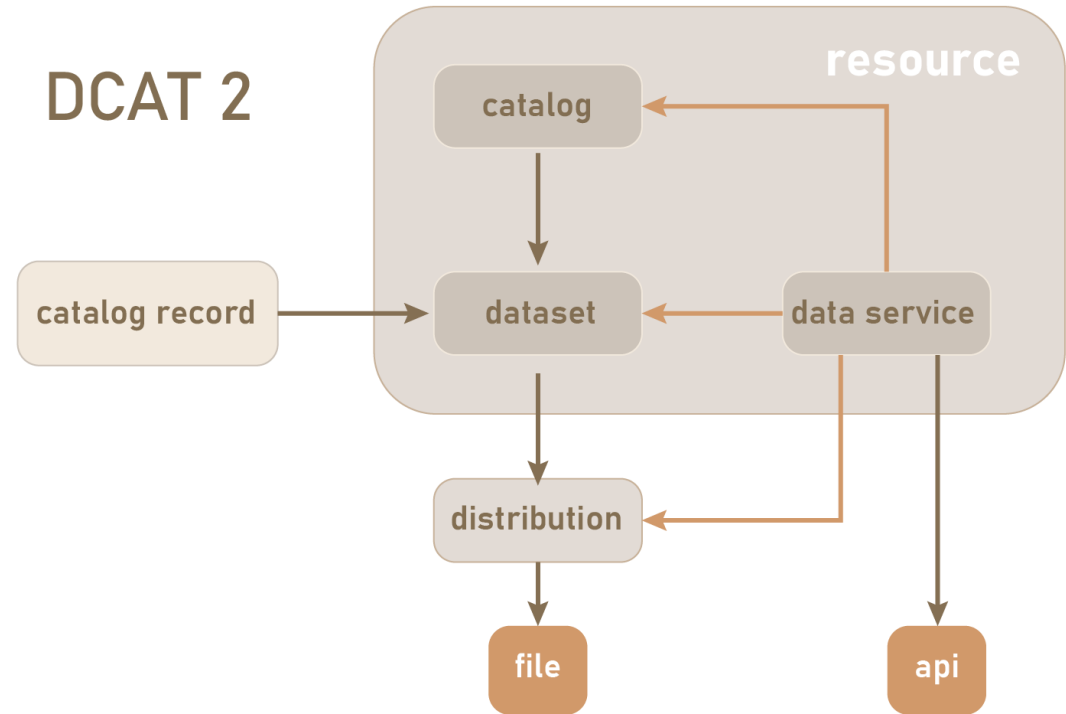 DCAT 2
resource
catalog
catalog record
dataset
data service
distribution
file
api